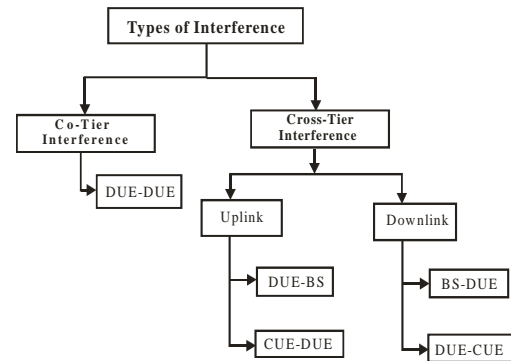 Types of Interference
Co-Tier
Interference
Cross-Tier
Interference
DUE-DUE
Uplink
Downlink
DUE-BS
BS-DUE
CUE-DUE
DUE-CUE